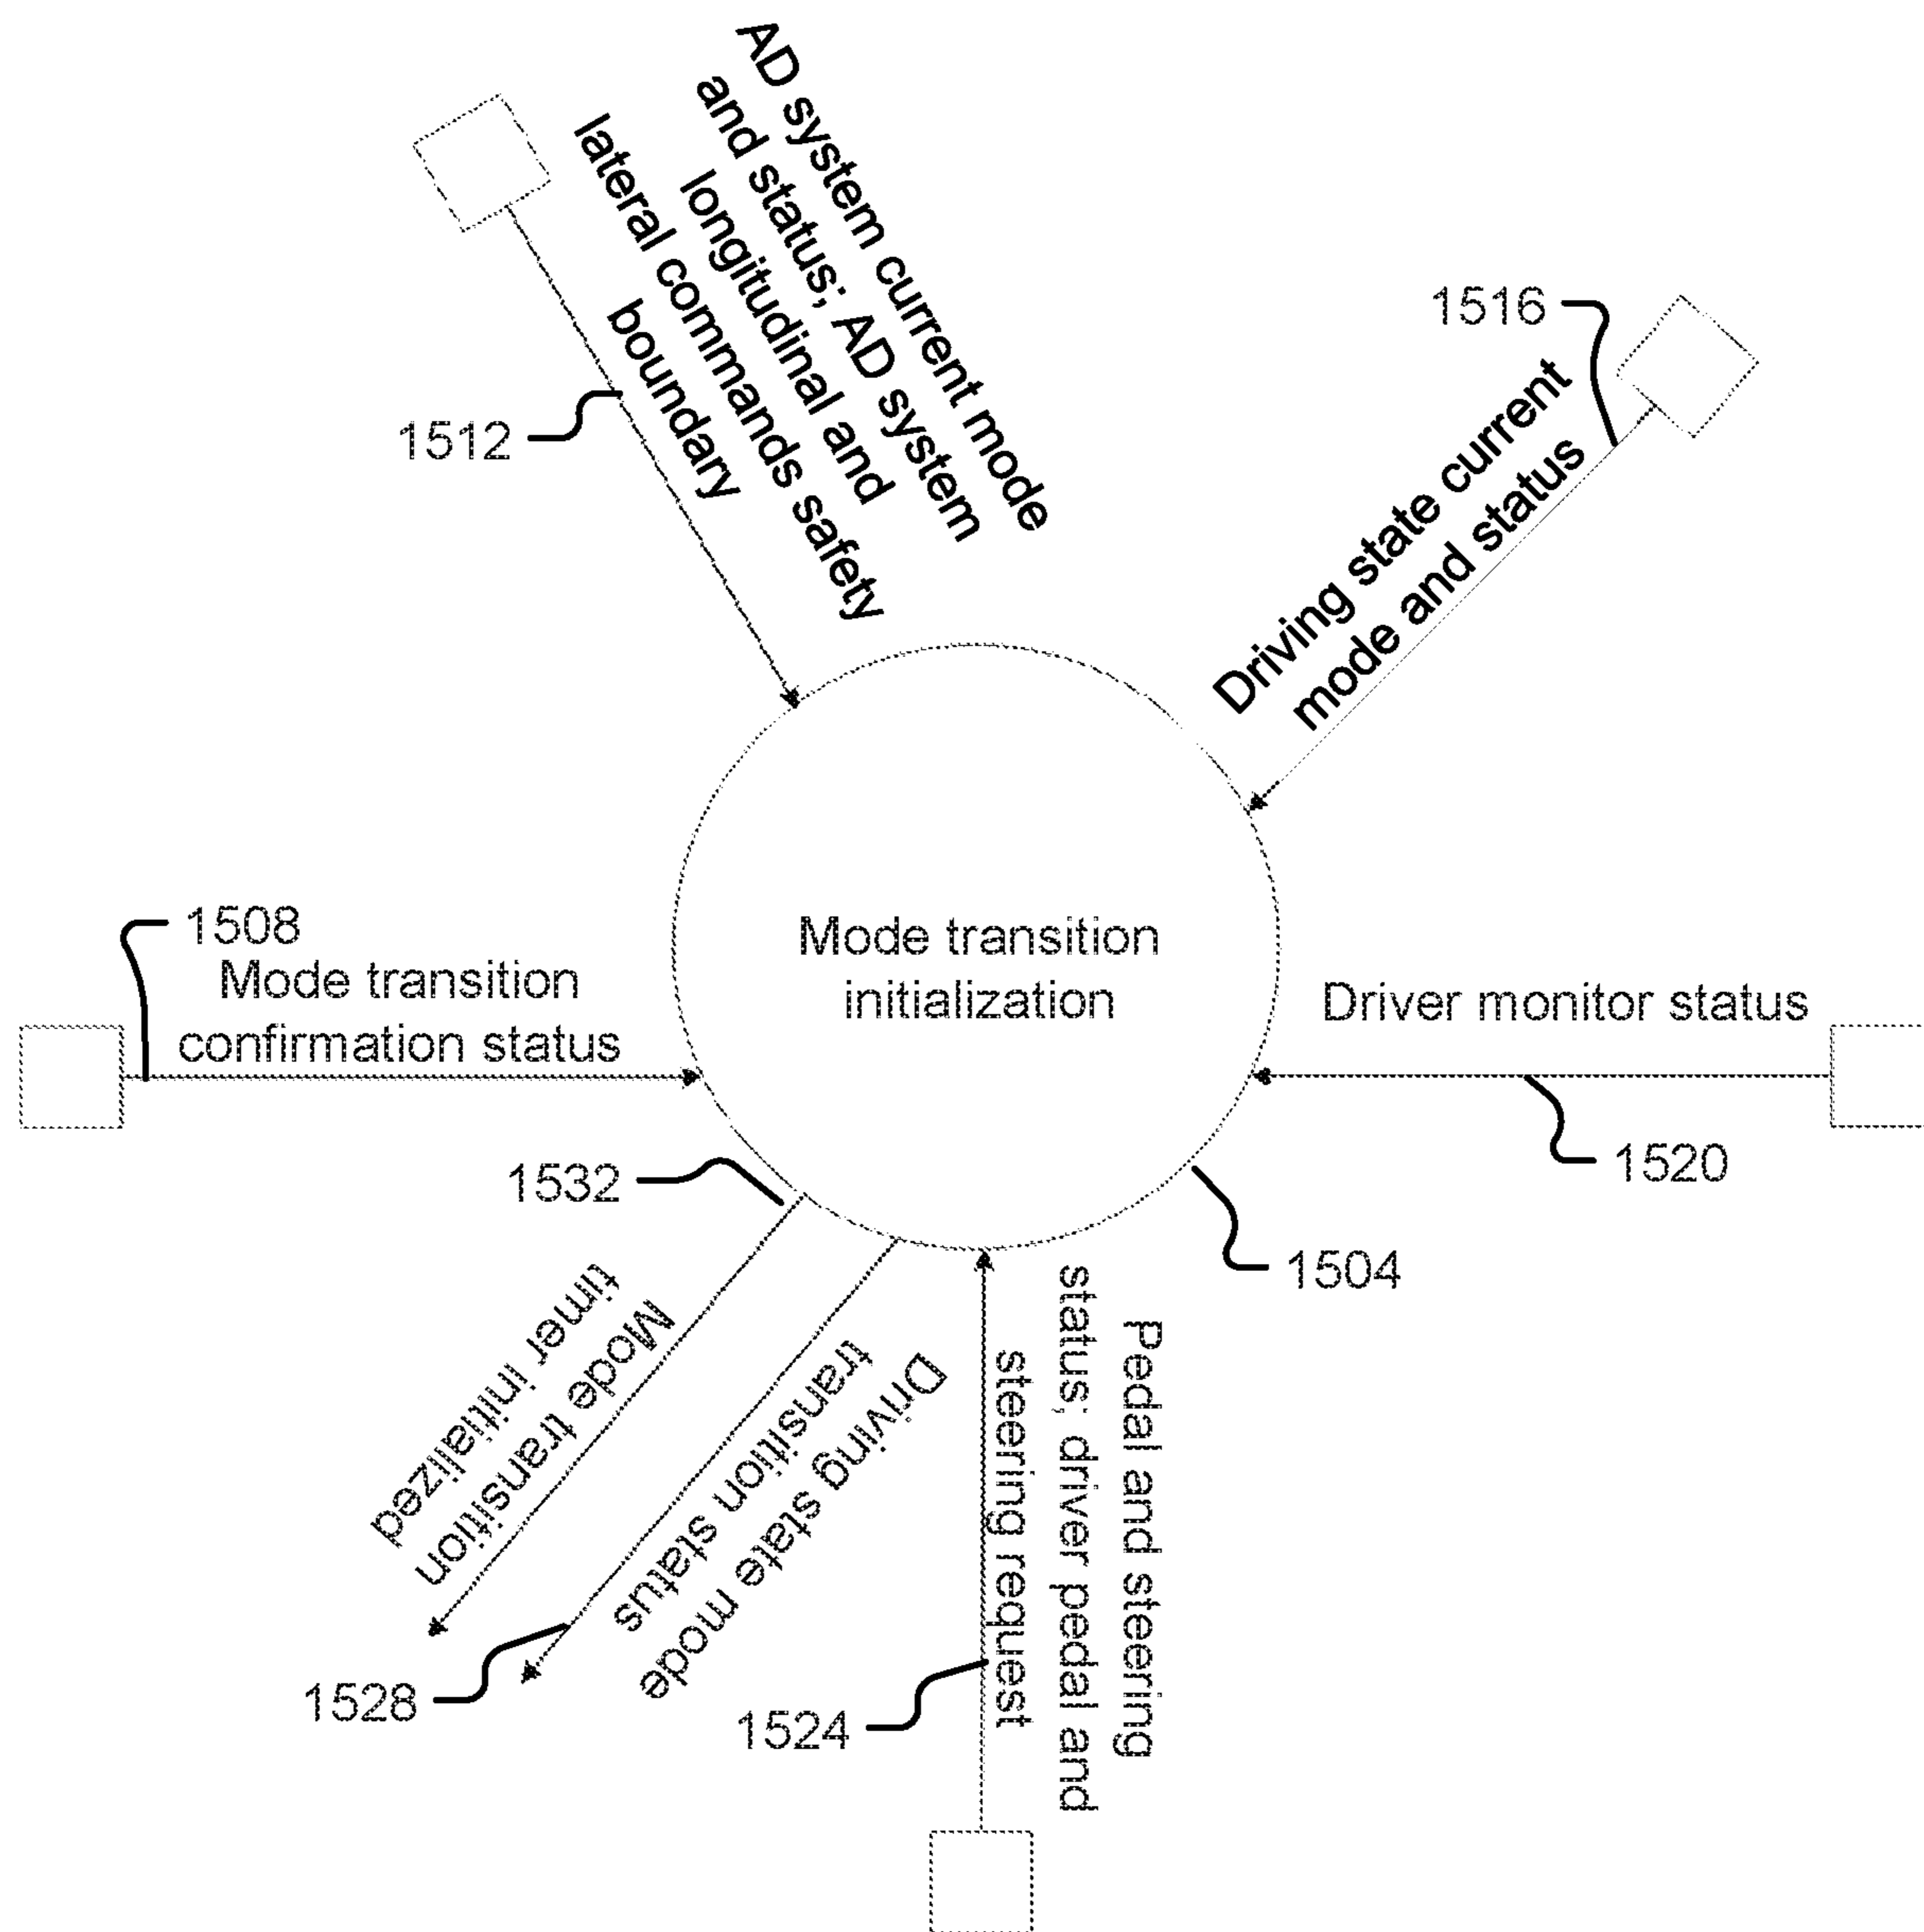 AD system current mode
and status; AD system
longitudinal and
lateral commands safety
boundary
1512
1516
Driving state current
mode and status
1508
Mode transition
confirmation status
Mode transition
initialization
Driver monitor status
1520
1532
1504
Mode transition
timer initialized
Driving state mode
transition status
1528
Pedal and steering
status; driver pedal and
steering request
1524